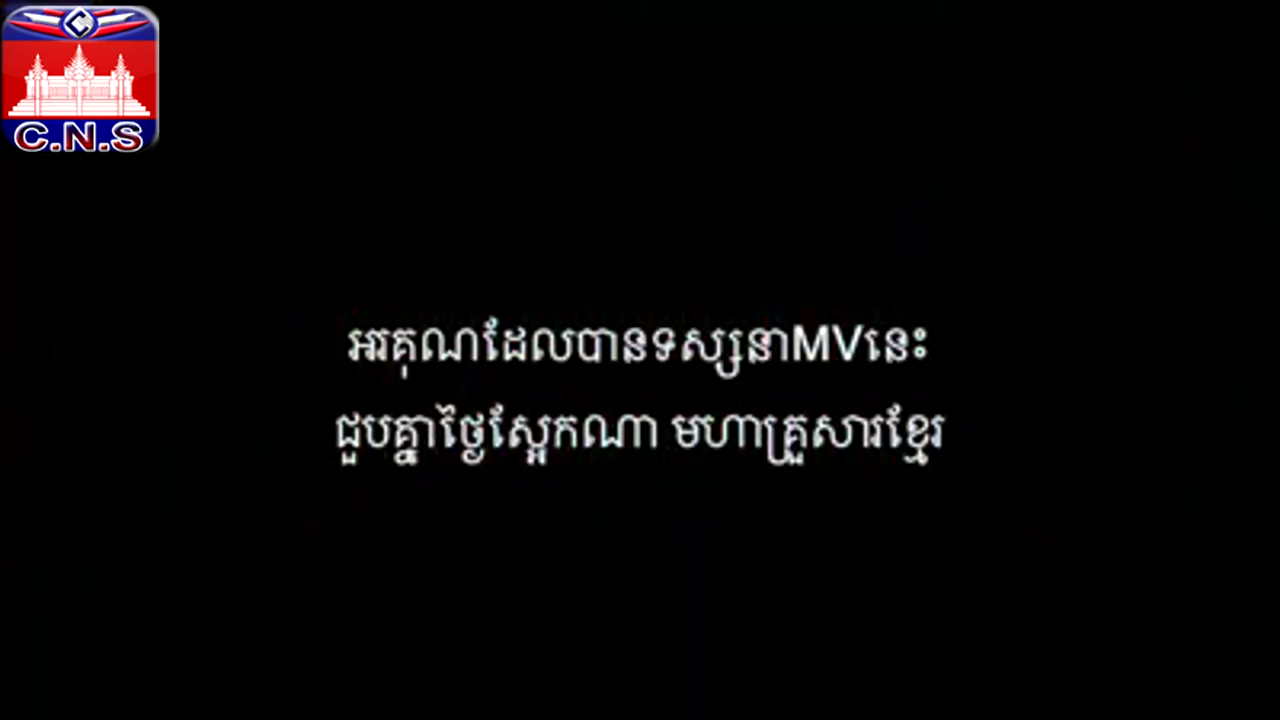 C.N.S
អរគុណដែលបានទស្សនាMVនេះ
ជួបគ្នាថ្ងៃស្អែកណា មហាគ្រួសារខ្មែរ